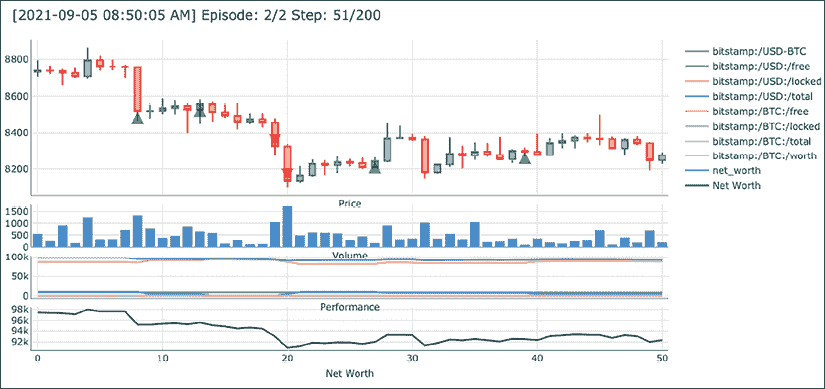 [2021-09-05 08:50:05 AM] Episode: 2/2 Step: 51/200
8800
8600
8400
8200
Price
1500
1000
500
0
Volume
100k
50k
0
Performance
98k
96k
94k
92k
0 10 20 30 40 50
Net Worth
bitstamp:/USD-BTC
bitstamp:/USD:/free
bitstamp:/USD:/locked
bitstamp:/USD:/total
bitstamp:/BTC:/free
bitstamp:/BTC:/locked
bitstamp:/BTC:/total
bitstamp:/BTC:/worth
net_worth
Net Worth